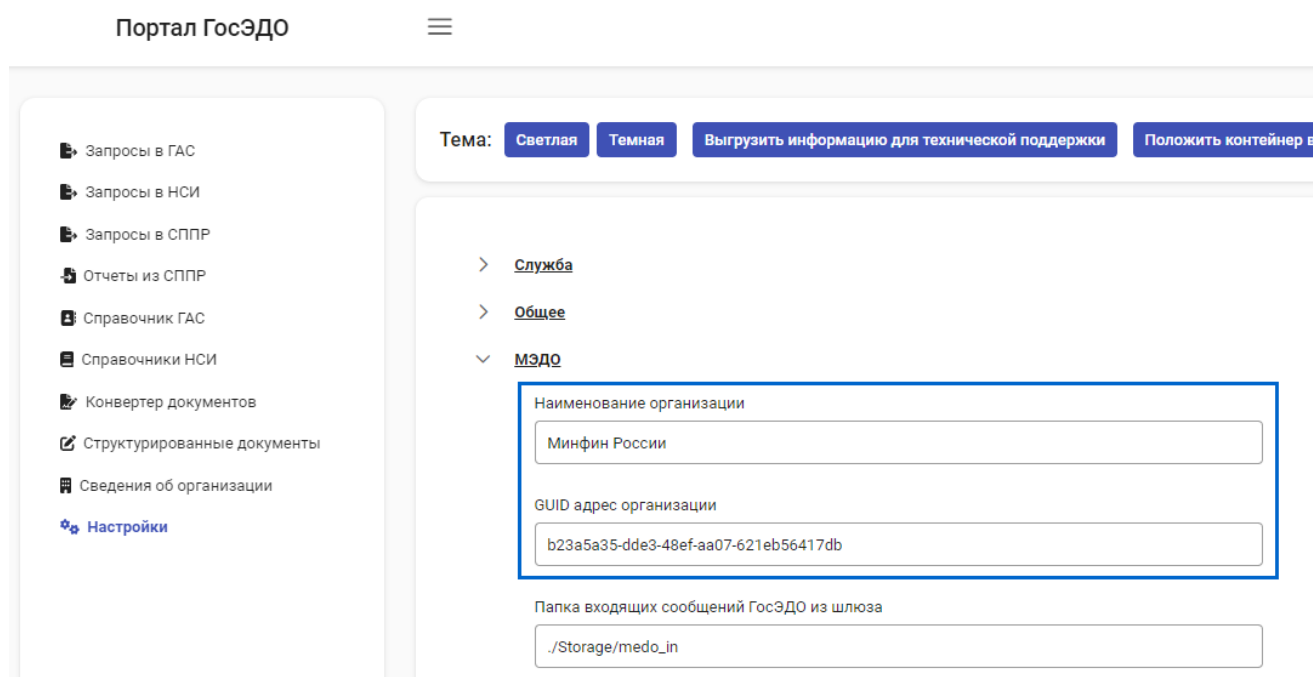 Портал ГосЭДО
Запросы в ГАС
Запросы в НСИ
Запросы в СППР
Отчеты из СППР
Справочник ГАС
Справочники НСИ
Конвертер документов
Структурированные документы
Сведения об организации
Настройки
Тема: Светлая Темная Выгрузить информацию для технической поддержки Положить контейнер в
Служба
Общее
МЭДО
Наименование организации
Минфин России
GUID адрес организации
b23a5a35-dde3-48ef-aa07-621eb56417db
Папка входящих сообщений ГосЭДО из шлюза
./Storage/medo_in